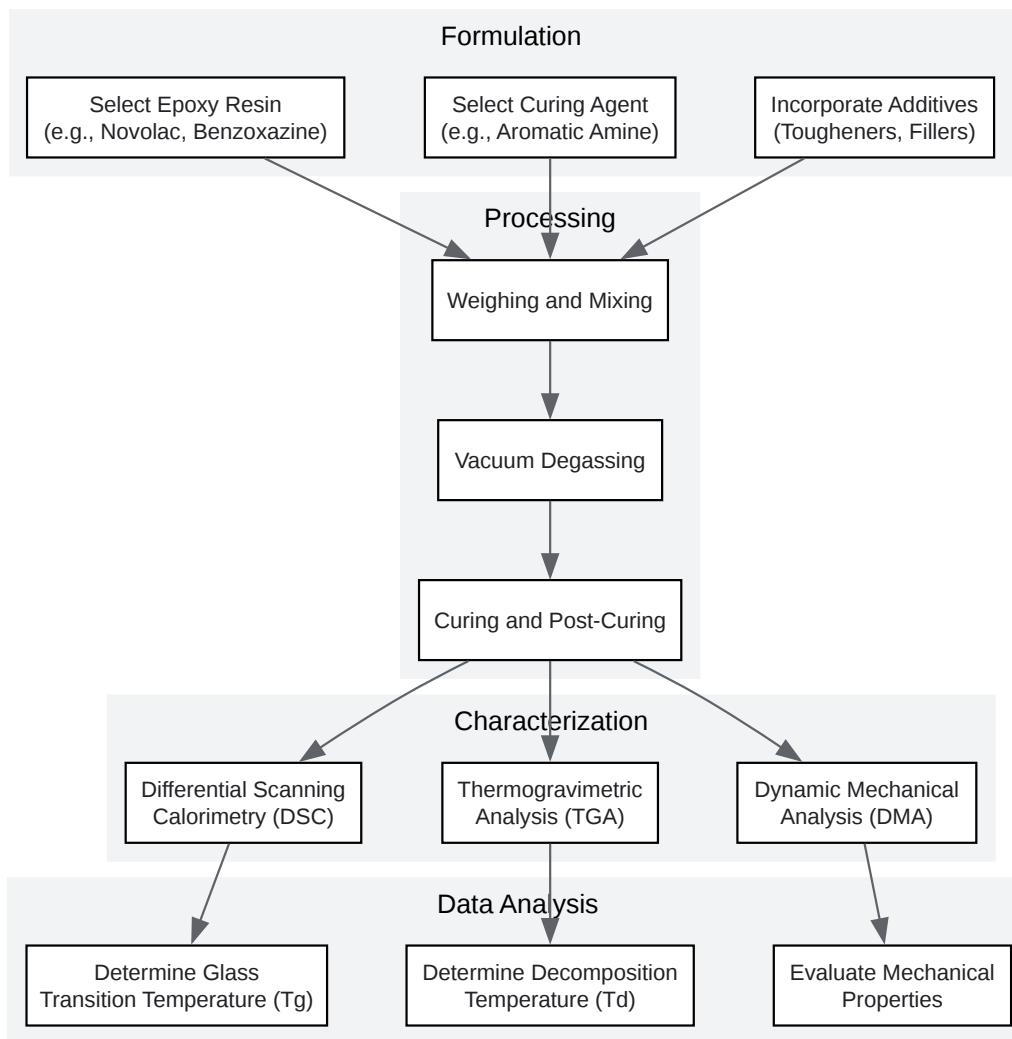 Formulation
Select Epoxy Resin
(e.g., Novolac, Benzoxazine)
Select Curing Agent
(e.g., Aromatic Amine)
Incorporate Additives
(Tougheners, Fillers)
Processing
Weighing and Mixing
Vacuum Degassing
Curing and Post-Curing
Characterization
Differential Scanning
Calorimetry (DSC)
Thermogravimetric
Analysis (TGA)
Dynamic Mechanical
Analysis (DMA)
Data Analysis
Determine Glass
Transition Temperature (Tg)
Determine Decomposition
Temperature (Td)
Evaluate Mechanical
Properties